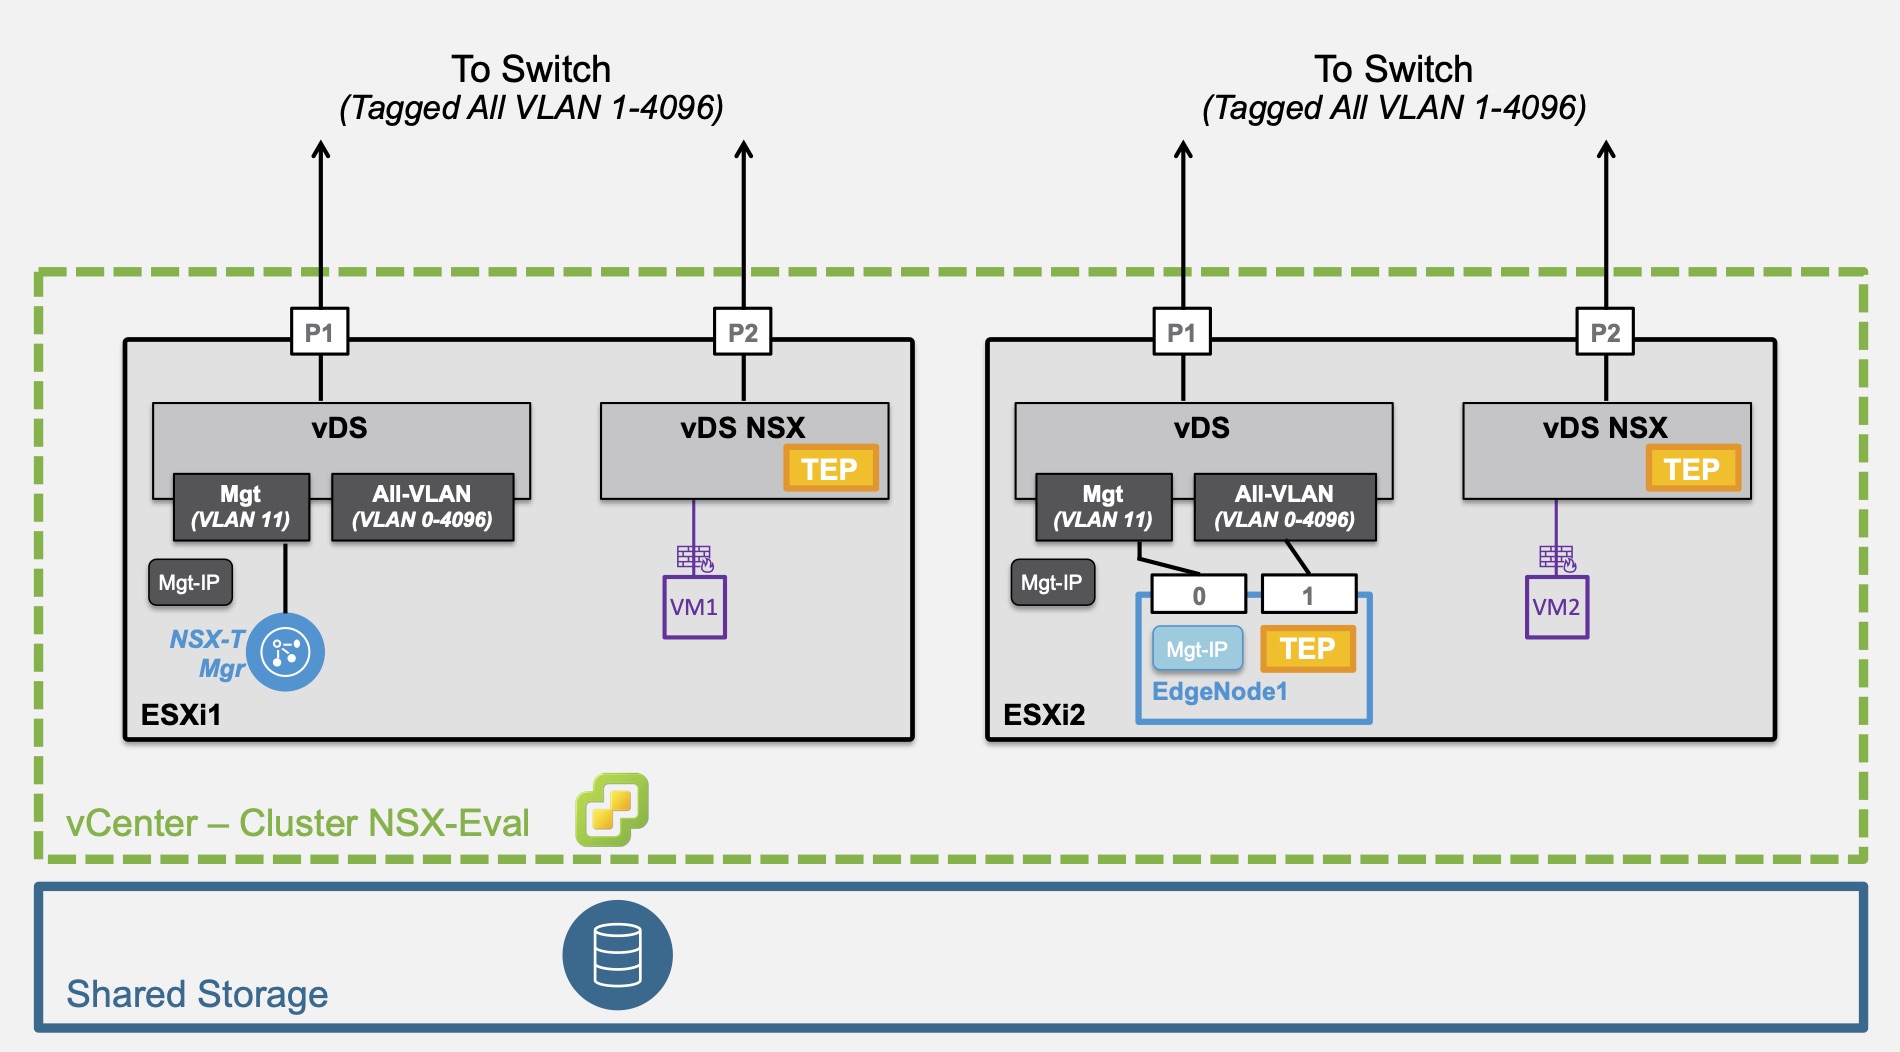 To Switch
(Tagged All VLAN 1-4096)
To Switch
(Tagged All VLAN 1-4096)
P1
P2
P1
P2
vDS
vDS NSX
TEP
Mgt
(VLAN 11)
All-VLAN
(VLAN 0-4096)
Mgt-IP
NSX-T
Mgr
VM1
ESXi1
vDS
vDS NSX
TEP
Mgt
(VLAN 11)
All-VLAN
(VLAN 0-4096)
Mgt-IP
0
1
Mgt-IP
TEP
EdgeNode1
VM2
ESXi2
vCenter – Cluster NSX-Eval
Shared Storage